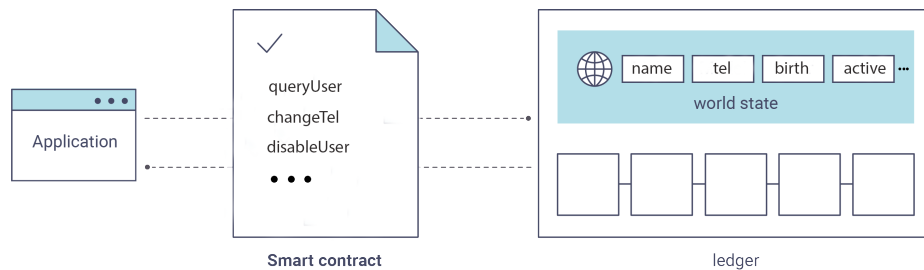 Application
queryUser
changeTel
disableUser
•••
Smart contract
name tel birth active •••
world state
ledger